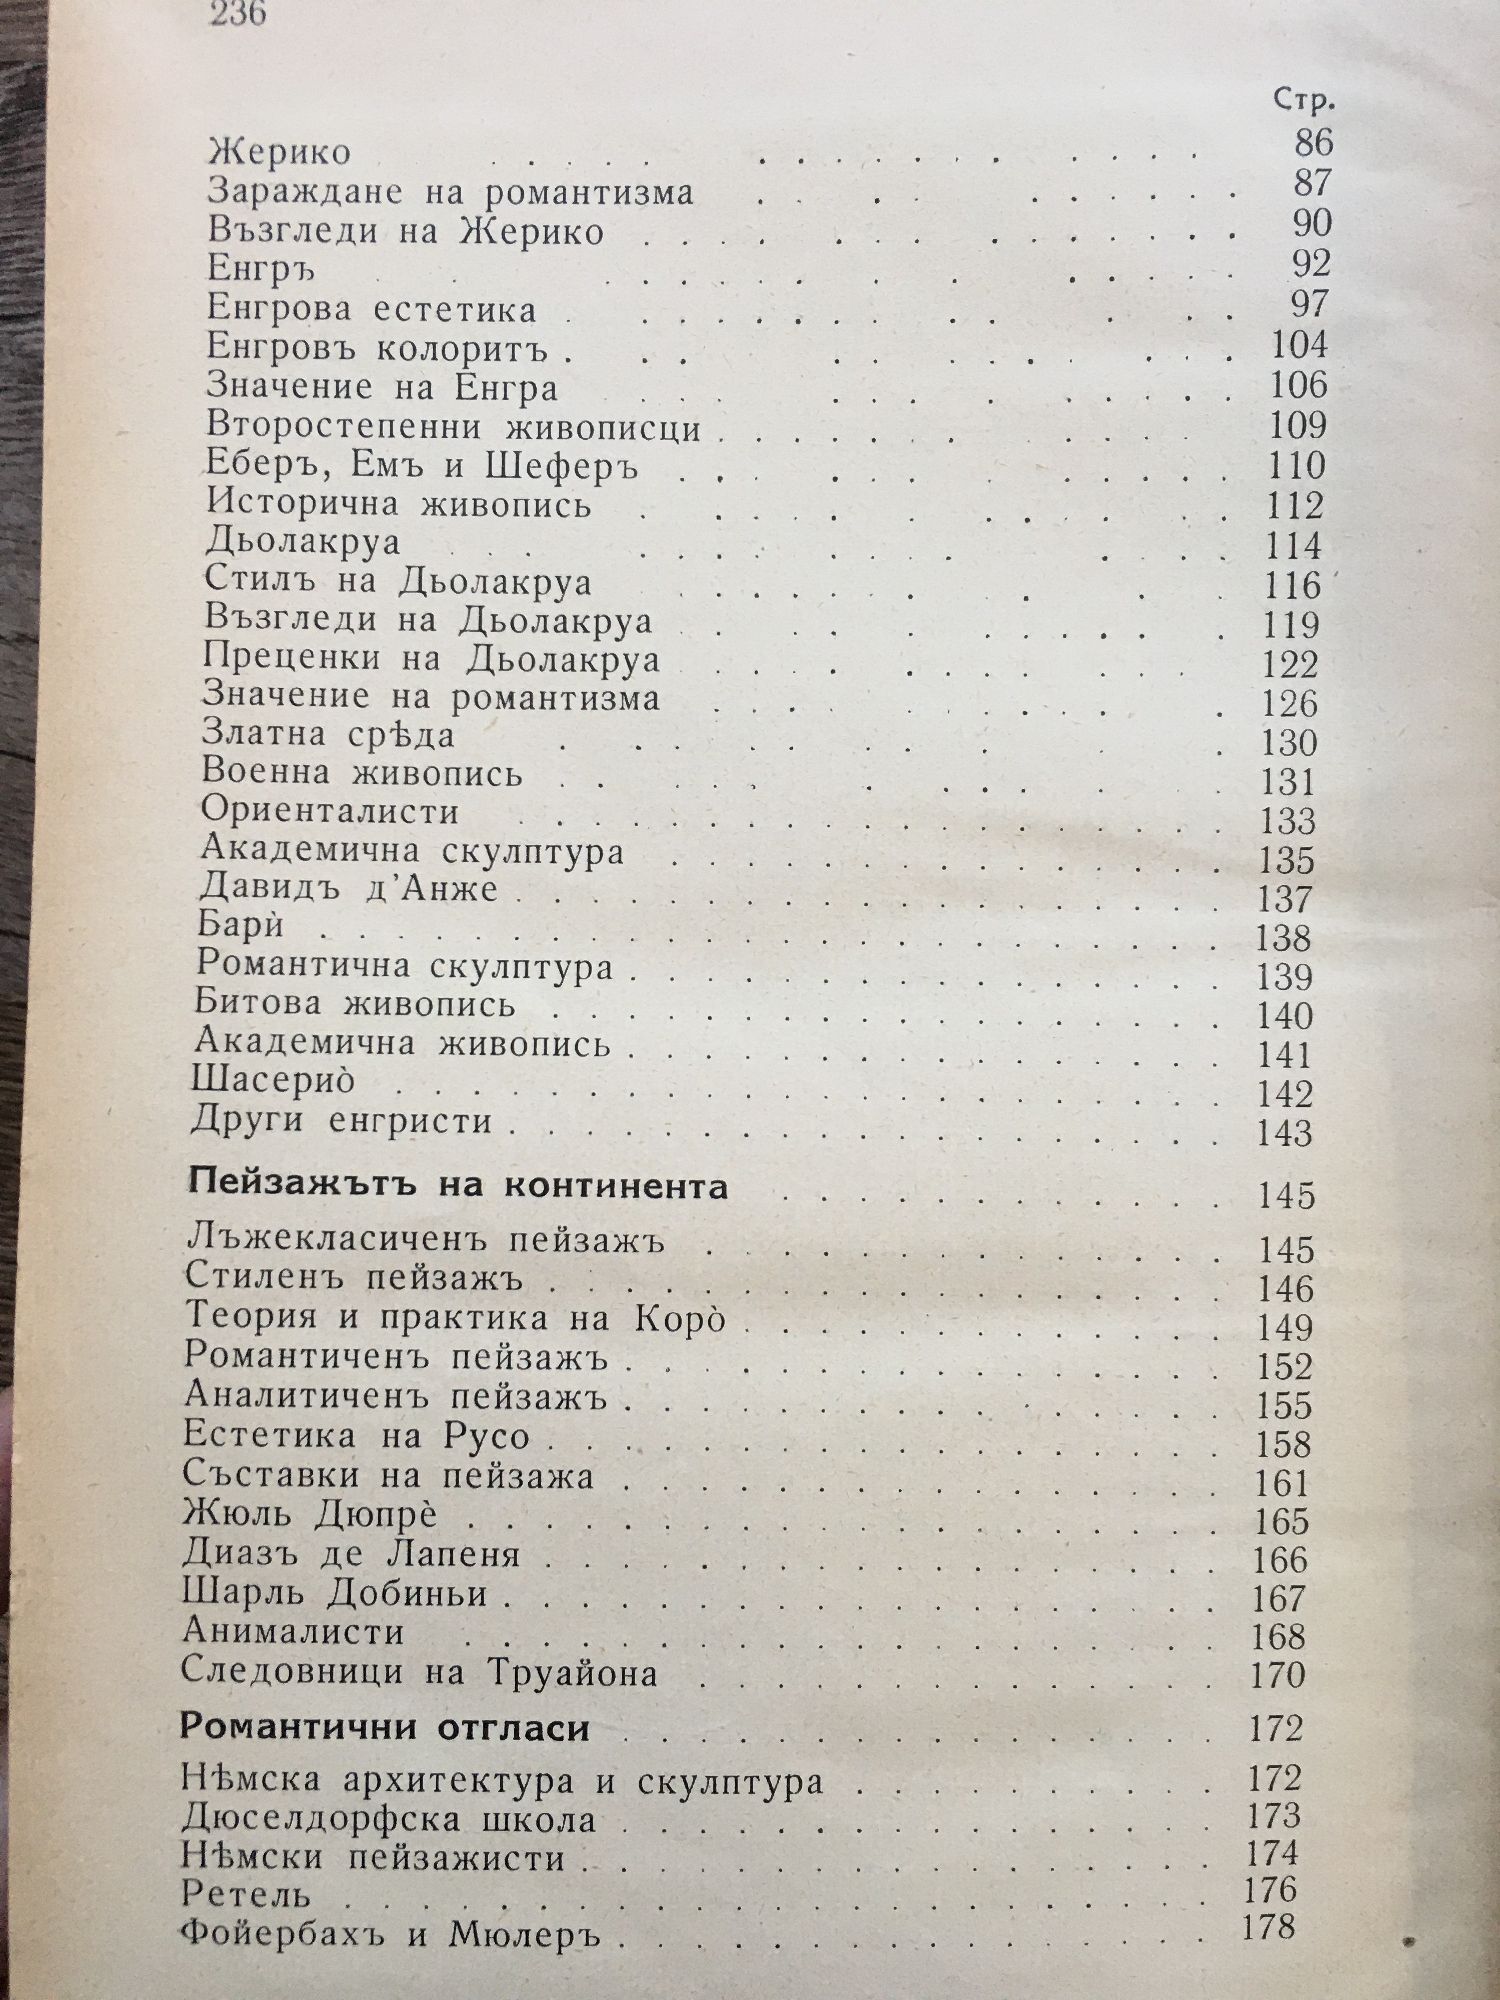 236
Стр.
Жерико . . . . . . . . . . . . . . . . 86
Зараждане на романтизма . . . . . . . . . . 87
Възгледи на Жерико . . . . . . . . . . . . . . 90
Енгръ . . . . . . . . . . . . . . . . 92
Енгрова естетика . . . . . . . . . . . . . 97
Енгровъ колоритъ . . . . . . . . . . . . 104
Значение на Енгра . . . . . . . . . . . . 106
Второстепенни живописци . . . . . . . . . . . 109
Еберъ, Емъ и Шеферъ . . . . . . . . . . . . 110
Исторична живопись . . . . . . . . . . . . 112
Дьолакруа . . . . . . . . . . . . . . . 114
Стилъ на Дьолакруа . . . . . . . . . . 116
Възгледи на Дьолакруа . . . . . . . . . . . 119
Преценки на Дьолакруа . . . . . . . . . . . 122
Значение на романтизма . . . . . . . . . 126
Златна срѣда . . . . . . . . . . 130
Военна живопись . . . . . . . . . . 131
Ориенталисти . . . . . . . . . . . . . . . . . . 133
Академична скулптура . . . . . . . . . . . . . . . 135
Давидъ д'Анже . . . . . . . . . . . . . . . . . . . 137
Барѝ . . . . . . . . . . . . . . . . . . . . . . . . 138
Романтична скулптура . . . . . . . . . . . . . . . . 139
Битова живопись . . . . . . . . . . . . . . . . . . 140
Академична живопись . . . . . . . . . . . . . . . . 141
Шасериò . . . . . . . . . . . . . . . . . . . . . . 142
Други енгристи . . . . . . . . . . . . . . . . . . . 143
Пейзажътъ на континента . . . . . . . . . . . . 145
Лъжекласиченъ пейзажъ . . . . . . . . . . . . . . 145
Стиленъ пейзажъ . . . . . . . . . . . . . . . . . . 146
Теория и практика на Корò . . . . . . . . . . . . . 149
Романтиченъ пейзажъ . . . . . . . . . . . . . . . . 152
Аналитиченъ пейзажъ . . . . . . . . . . . . . . . . 155
Естетика на Русо . . . . . . . . . . . . . . . . . . 158
Съставки на пейзажа . . . . . . . . . . . . . . . . 161
Жюль Дюпрѐ . . . . . . . . . . . . . . . . . . . . 165
Диазъ де Лапеня . . . . . . . . . . . . . . . . . . 166
Шарль Добиньи . . . . . . . . . . . . . . . . . . . 167
Анималисти . . . . . . . . . . . . . . . . . . . . 168
Следовници на Труайона . . . . . . . . . . . . . . 170
Романтични отгласи . . . . . . . . . . . . . . . . 172
Нѣмска архитектура и скулптура . . . . . . . . . . 172
Дюселдорфска школа . . . . . . . . . . . . . . . . 173
Нѣмски пейзажисти . . . . . . . . . . . . . . . . . 174
Ретель . . . . . . . . . . . . . . . . . . . . . . . 176
Фойербахъ и Мюлеръ . . . . . . . . . . . . . . . . 178